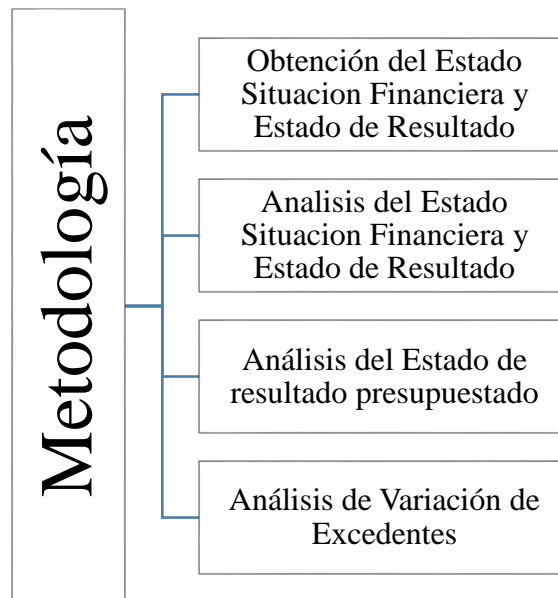 Metodología
Obtención del Estado
Situacion Financiera y
Estado de Resultado
Analisis del Estado
Situacion Financiera y
Estado de Resultado
Análisis del Estado de
resultado presupuestado
Análisis de Variación de
Excedentes